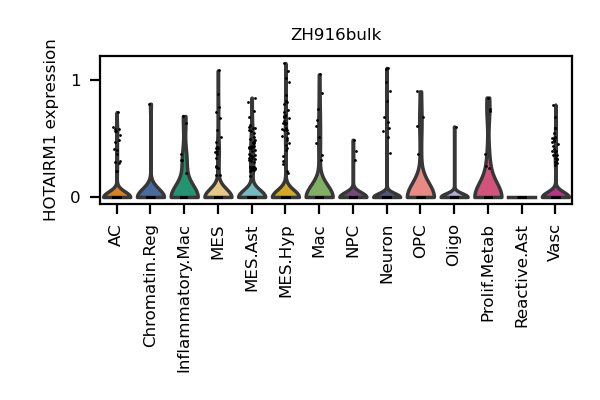 ZH916bulk
HOTAIRM1 expression
1
0
AC
Chromatin.Reg
Inflammatory.Mac
MES
MES.Ast
MES.Hyp
Mac
NPC
Neuron
OPC
Oligo
Prolif.Metab
Reactive.Ast
Vasc